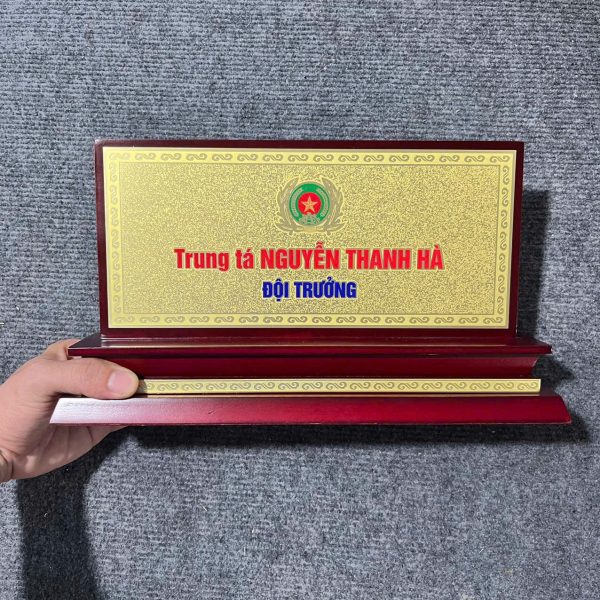 Trung tá NGUYỄN THANH HÀ
ĐỘI TRƯỞNG